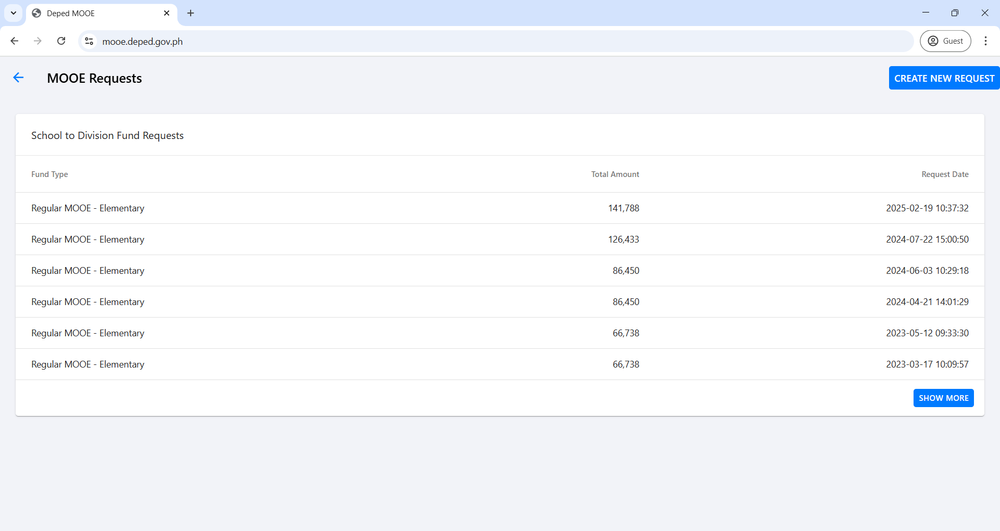 Deped MOOE
mooe.deped.gov.ph
Guest
MOOE Requests
CREATE NEW REQUEST
School to Division Fund Requests
Fund Type Total Amount Request Date
Regular MOOE - Elementary 141,788 2025-02-19 10:37:32
Regular MOOE - Elementary 126,433 2024-07-22 15:00:50
Regular MOOE - Elementary 86,450 2024-06-03 10:29:18
Regular MOOE - Elementary 86,450 2024-04-21 14:01:29
Regular MOOE - Elementary 66,738 2023-05-12 09:33:30
Regular MOOE - Elementary 66,738 2023-03-17 10:09:57
SHOW MORE